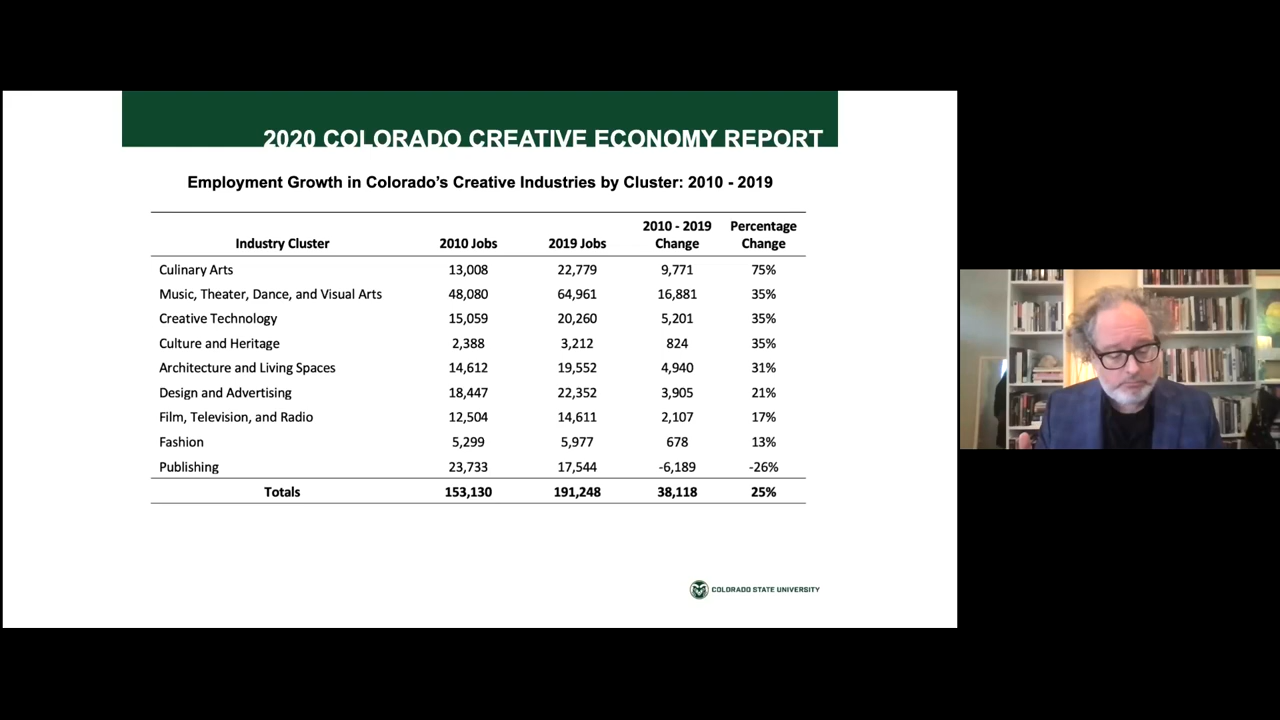 2020 COLORADO CREATIVE ECONOMY REPORT
Employment Growth in Colorado’s Creative Industries by Cluster: 2010 - 2019
Industry Cluster 2010 Jobs 2019 Jobs 2010 - 2019 Change Percentage Change
Culinary Arts 13,008 22,779 9,771 75%
Music, Theater, Dance, and Visual Arts 48,080 64,961 16,881 35%
Creative Technology 15,059 20,260 5,201 35%
Culture and Heritage 2,388 3,212 824 35%
Architecture and Living Spaces 14,612 19,552 4,940 31%
Design and Advertising 18,447 22,352 3,905 21%
Film, Television, and Radio 12,504 14,611 2,107 17%
Fashion 5,299 5,977 678 13%
Publishing 23,733 17,544 -6,189 -26%
Totals 153,130 191,248 38,118 25%
COLORADO STATE UNIVERSITY